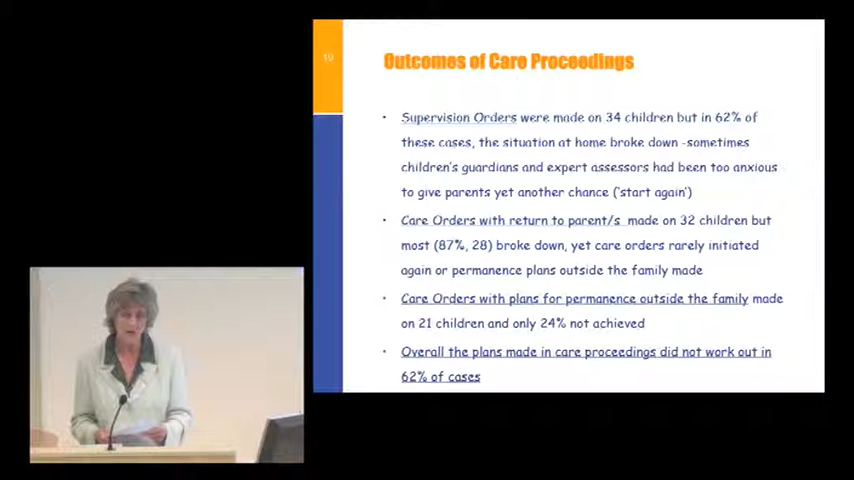 19
Outcomes of Care Proceedings
• Supervision Orders were made on 34 children but in 62% of
these cases, the situation at home broke down -sometimes
children's guardians and expert assessors had been too anxious
to give parents yet another chance ('start again')
• Care Orders with return to parent/s made on 32 children but
most (87%, 28) broke down, yet care orders rarely initiated
again or permanence plans outside the family made
• Care Orders with plans for permanence outside the family made
on 21 children and only 24% not achieved
• Overall the plans made in care proceedings did not work out in
62% of cases